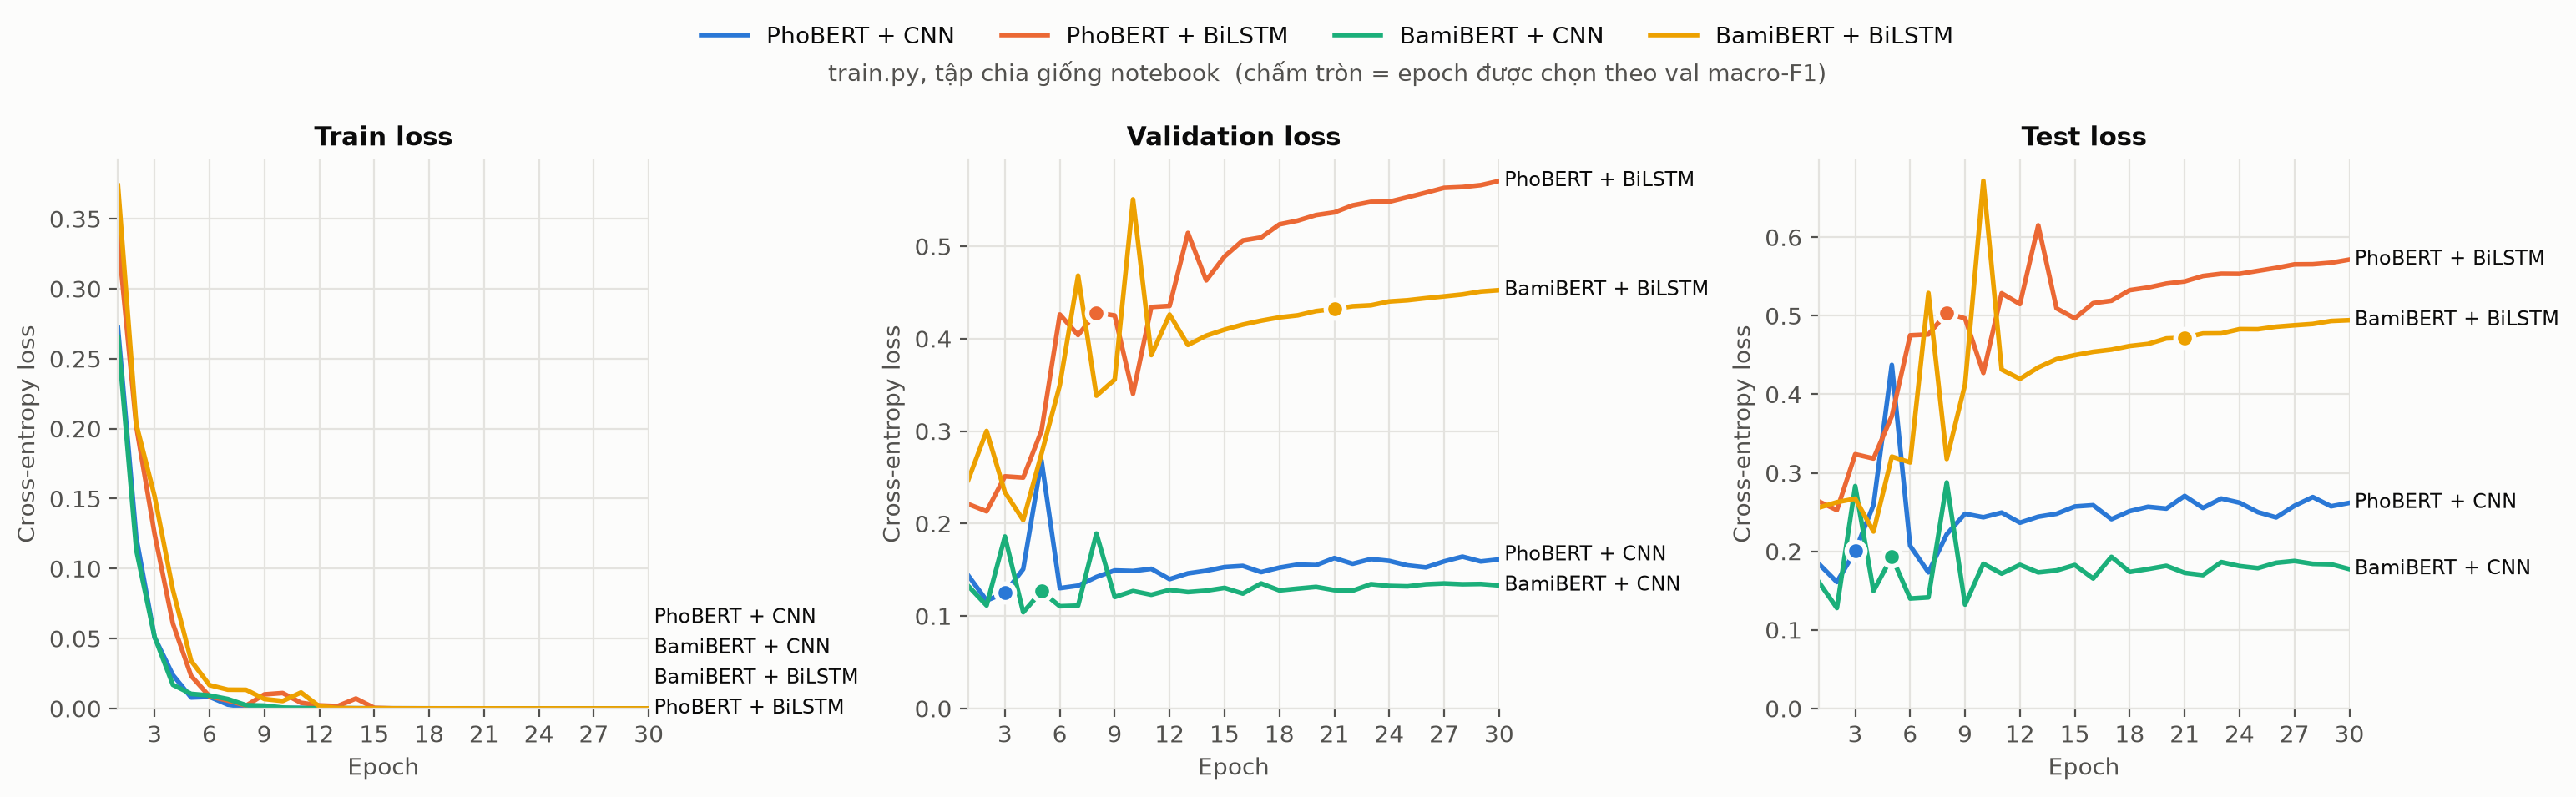 PhoBERT + CNN PhoBERT + BiLSTM BamiBERT + CNN BamiBERT + BiLSTM
train.py, tập chia giống notebook (chấm tròn = epoch được chọn theo val macro-F1)
Train loss
Cross-entropy loss
0.35
0.30
0.25
0.20
0.15
0.10
0.05
0.00
PhoBERT + CNN
BamiBERT + CNN
BamiBERT + BiLSTM
PhoBERT + BiLSTM
3 6 9 12 15 18 21 24 27 30
Epoch
Validation loss
Cross-entropy loss
0.5
0.4
0.3
0.2
0.1
0.0
PhoBERT + BiLSTM
BamiBERT + BiLSTM
PhoBERT + CNN
BamiBERT + CNN
3 6 9 12 15 18 21 24 27 30
Epoch
Test loss
Cross-entropy loss
0.6
0.5
0.4
0.3
0.2
0.1
0.0
PhoBERT + BiLSTM
BamiBERT + BiLSTM
PhoBERT + CNN
BamiBERT + CNN
3 6 9 12 15 18 21 24 27 30
Epoch